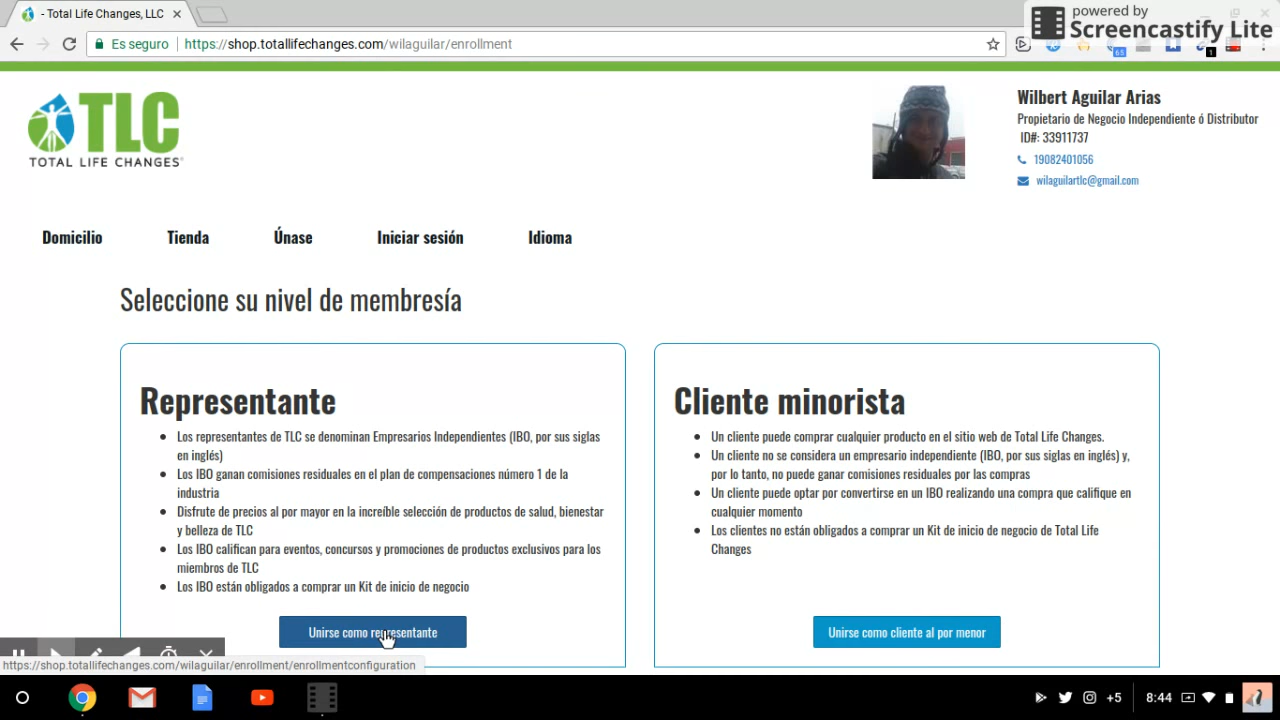 - Total Life Changes, LLC
powered by
Screencastify Lite
Es seguro
https://shop.totallifechanges.com/wilaguilar/enrollment
65
1
TLC
TOTAL LIFE CHANGES
Wilbert Aguilar Arias
Propietario de Negocio Independiente ó Distributor
ID#: 33911737
19082401056
wilaguilartlc@gmail.com
Domicilio Tienda Únase Iniciar sesión Idioma
Seleccione su nivel de membresía
Representante
Los representantes de TLC se denominan Empresarios Independientes (IBO, por sus siglas
en inglés)
Los IBO ganan comisiones residuales en el plan de compensaciones número 1 de la
industria
Disfrute de precios al por mayor en la increíble selección de productos de salud, bienestar
y belleza de TLC
Los IBO califican para eventos, concursos y promociones de productos exclusivos para los
miembros de TLC
Los IBO están obligados a comprar un Kit de inicio de negocio
Unirse como representante
Cliente minorista
Un cliente puede comprar cualquier producto en el sitio web de Total Life Changes.
Un cliente no se considera un empresario independiente (IBO, por sus siglas en inglés) y,
por lo tanto, no puede ganar comisiones residuales por las compras
Un cliente puede optar por convertirse en un IBO realizando una compra que califique en
cualquier momento
Los clientes no están obligados a comprar un Kit de inicio de negocio de Total Life
Changes
Unirse como cliente al por menor
https://shop.totallifechanges.com/wilaguilar/enrollment/enrollmentconfiguration
+5
8:44